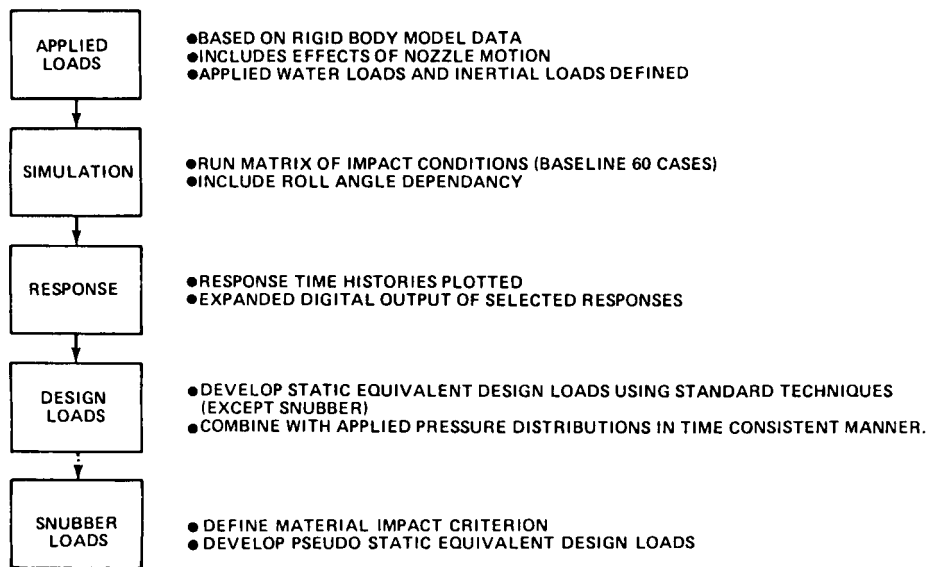 APPLIED
LOADS
●BASED ON RIGID BODY MODEL DATA
●INCLUDES EFFECTS OF NOZZLE MOTION
●APPLIED WATER LOADS AND INERTIAL LOADS DEFINED
SIMULATION
●RUN MATRIX OF IMPACT CONDITIONS (BASELINE 60 CASES)
●INCLUDE ROLL ANGLE DEPENDANCY
RESPONSE
●RESPONSE TIME HISTORIES PLOTTED
●EXPANDED DIGITAL OUTPUT OF SELECTED RESPONSES
DESIGN
LOADS
●DEVELOP STATIC EQUIVALENT DESIGN LOADS USING STANDARD TECHNIQUES
(EXCEPT SNUBBER)
●COMBINE WITH APPLIED PRESSURE DISTRIBUTIONS IN TIME CONSISTENT MANNER.
SNUBBER
LOADS
● DEFINE MATERIAL IMPACT CRITERION
● DEVELOP PSEUDO STATIC EQUIVALENT DESIGN LOADS